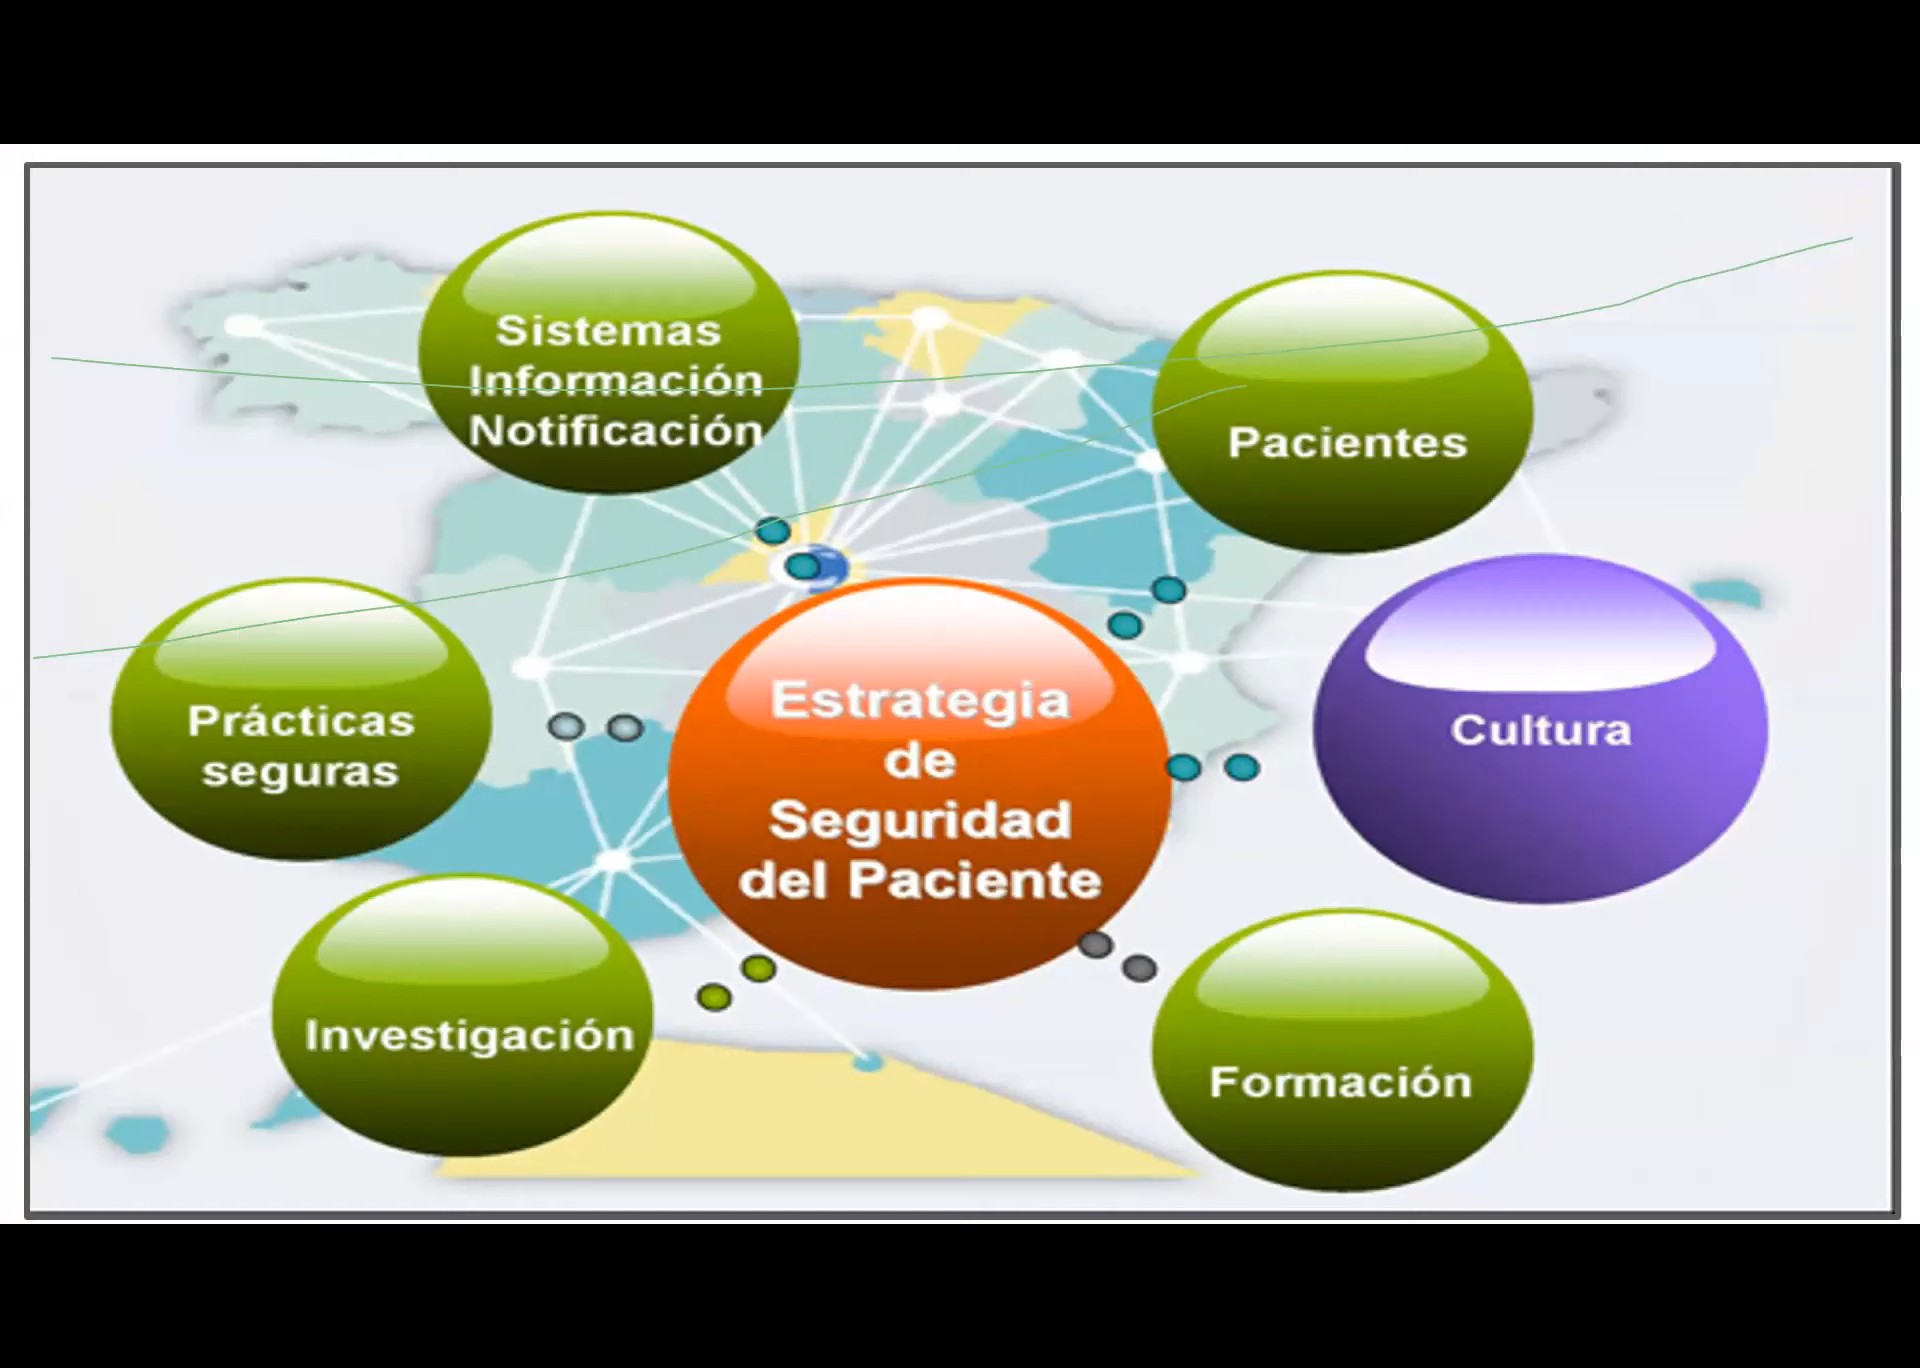 Sistemas
Información
Notificación
Pacientes
Prácticas
seguras
Estrategia
de
Seguridad
del Paciente
Cultura
Investigación
Formación